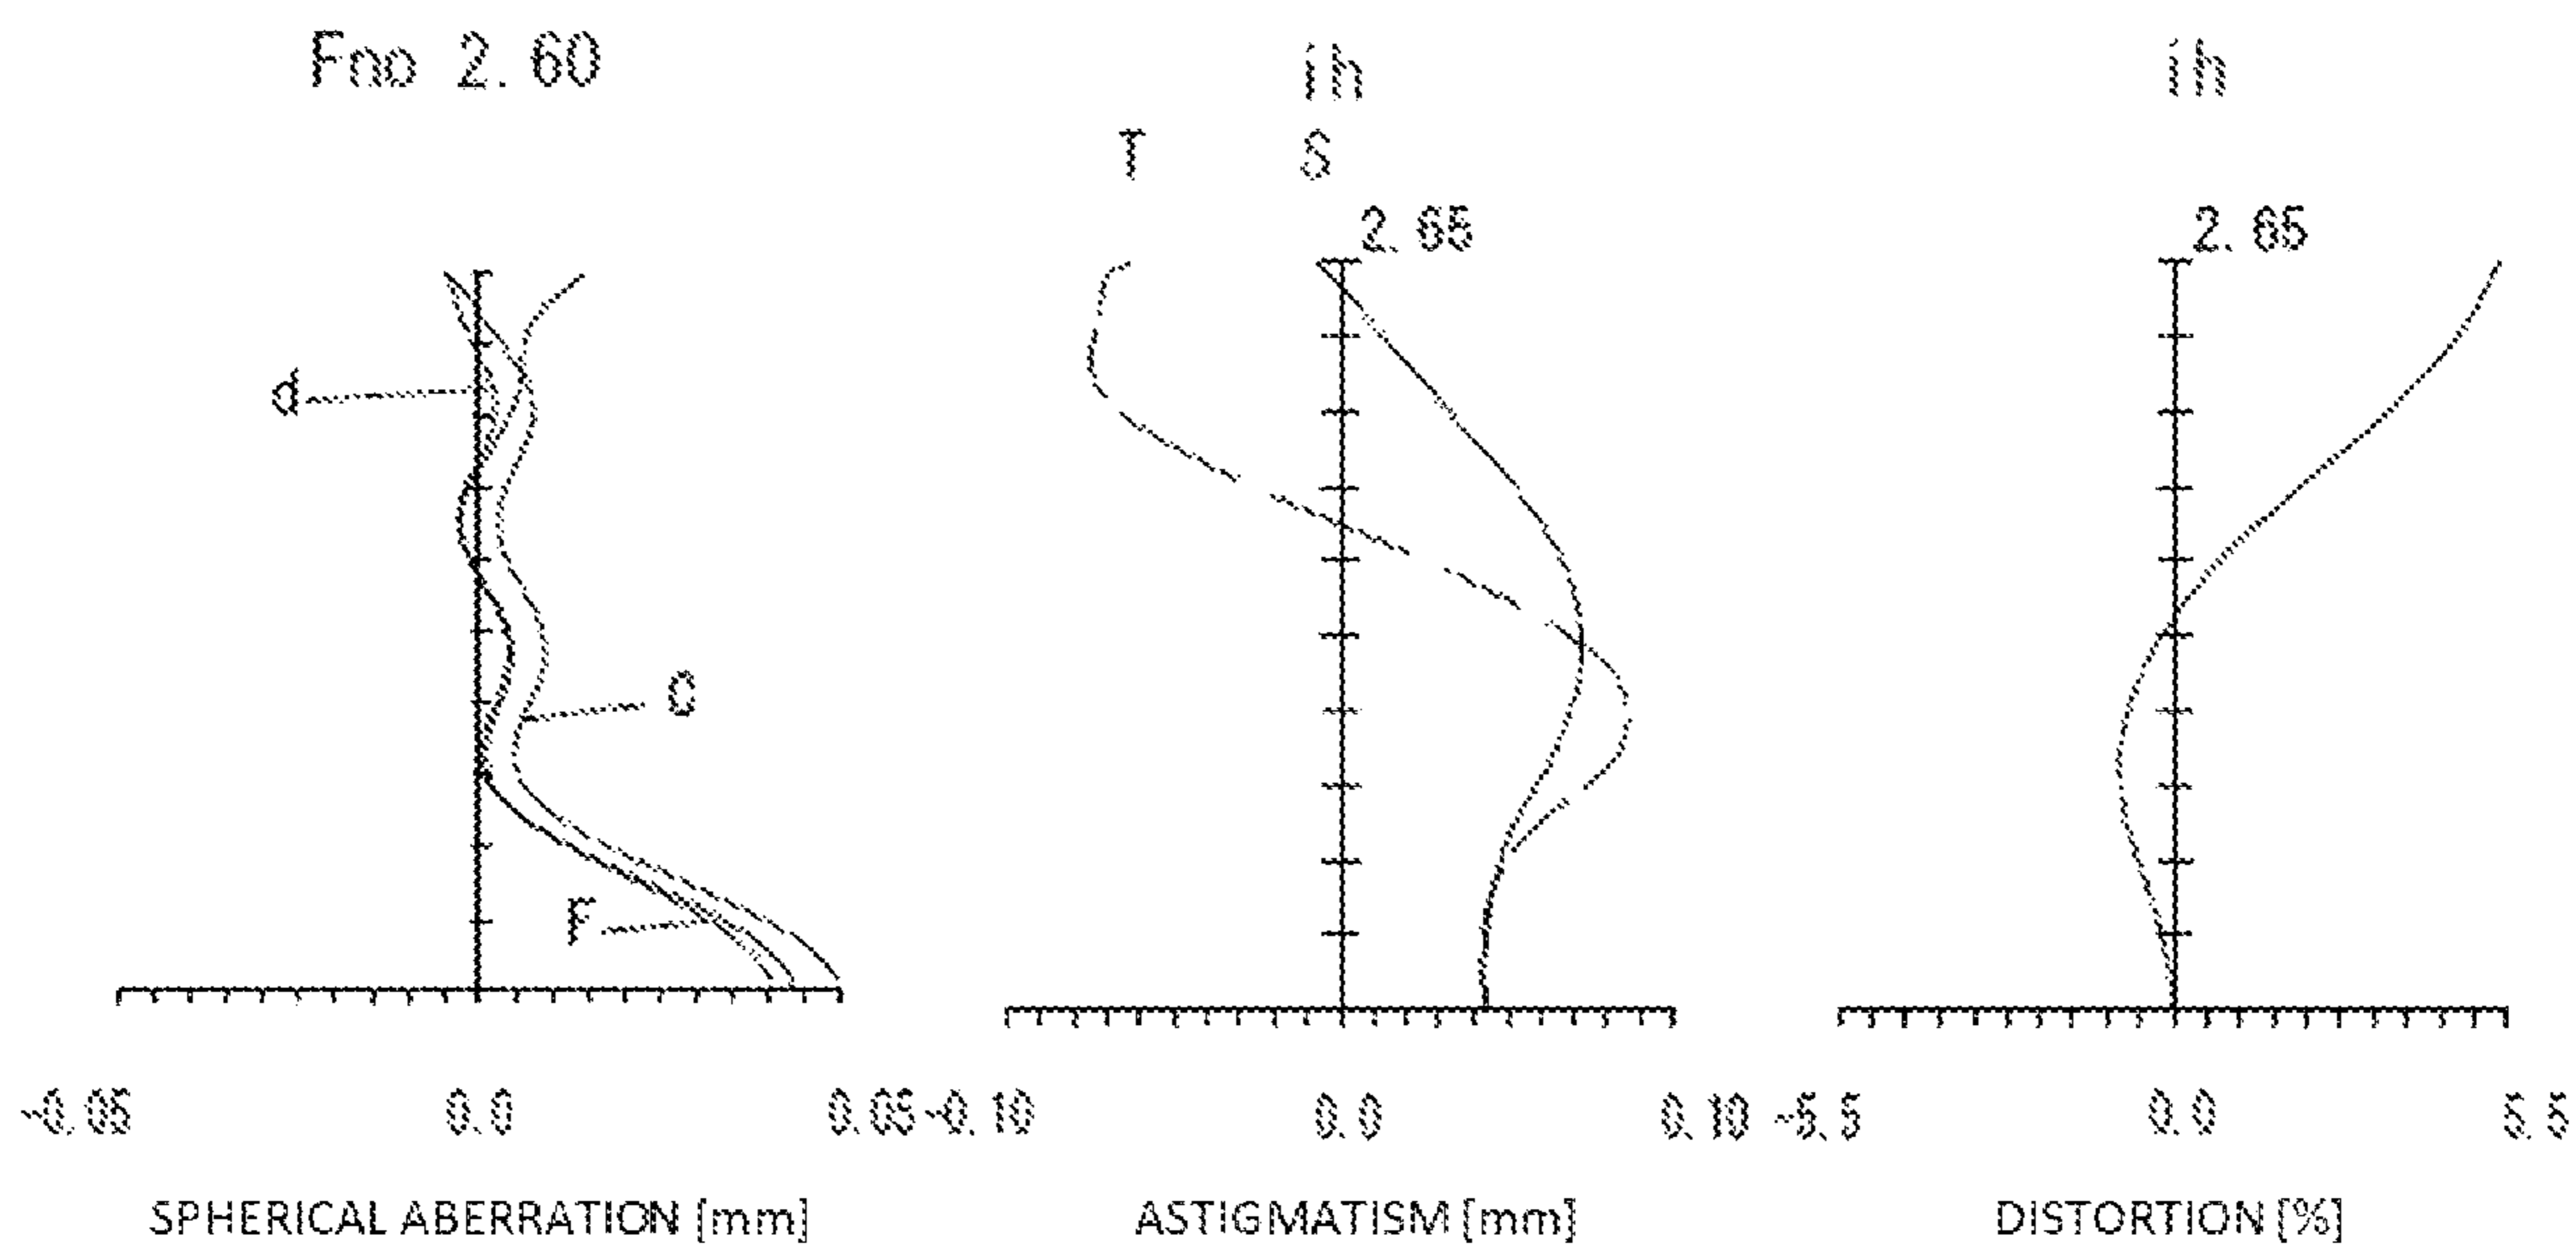 Fno 2.60
ih
ih
T S
2.65
2.65
d
C
F
-0.05 0.0 0.05
-0.10 0.0 0.10
-5.5 0.0 5.5
SPHERICAL ABERRATION [mm]
ASTIGMATISM [mm]
DISTORTION [%]